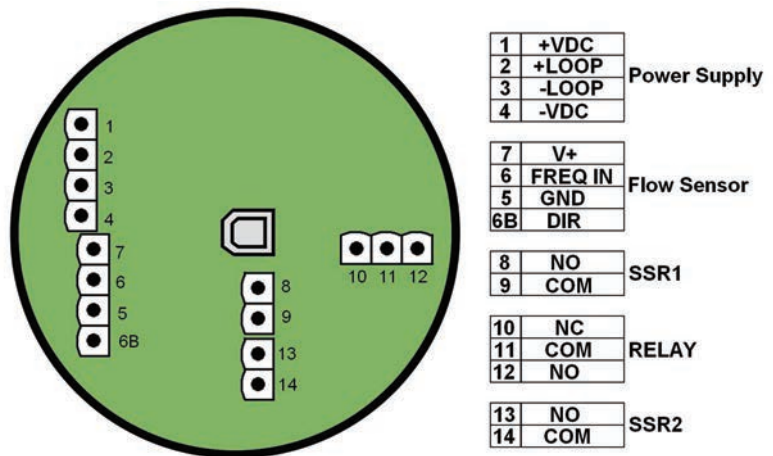 1
2
3
4
7
6
5
6B
8
9
13
14
10 11 12
1 +VDC
2 +LOOP
3 -LOOP
4 -VDC
Power Supply
7 V+
6 FREQ IN
5 GND
6B DIR
Flow Sensor
8 NO
9 COM
SSR1
10 NC
11 COM
12 NO
RELAY
13 NO
14 COM
SSR2